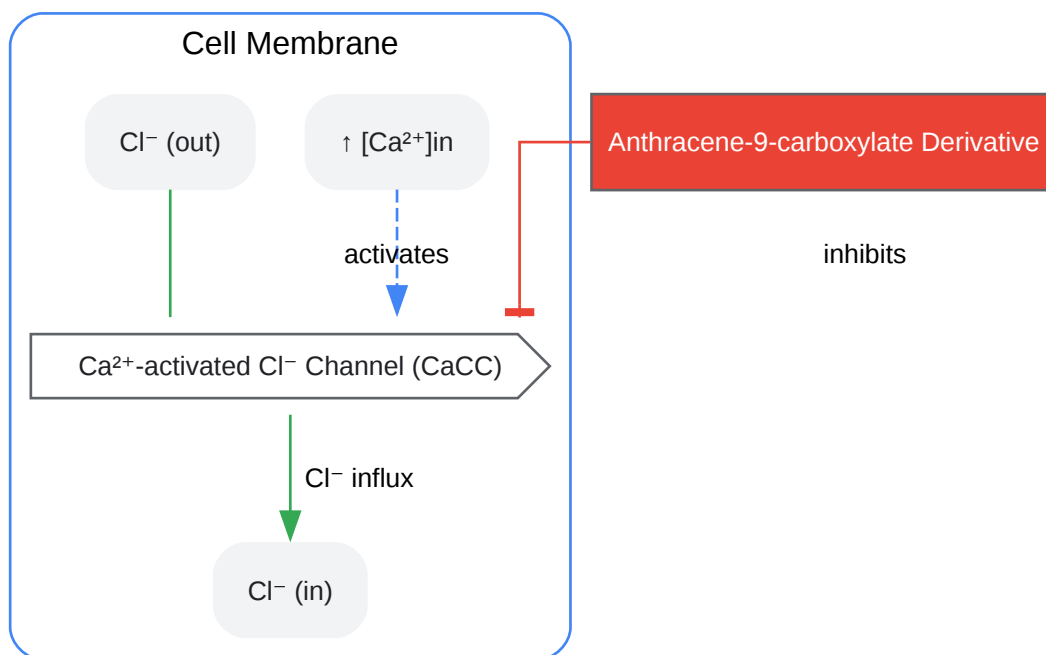 Cell Membrane
Cl⁻ (out)
↑ [Ca²⁺]in
Anthracene-9-carboxylate Derivative
activates
inhibits
Ca²⁺-activated Cl⁻ Channel (CaCC)
Cl⁻ influx
Cl⁻ (in)